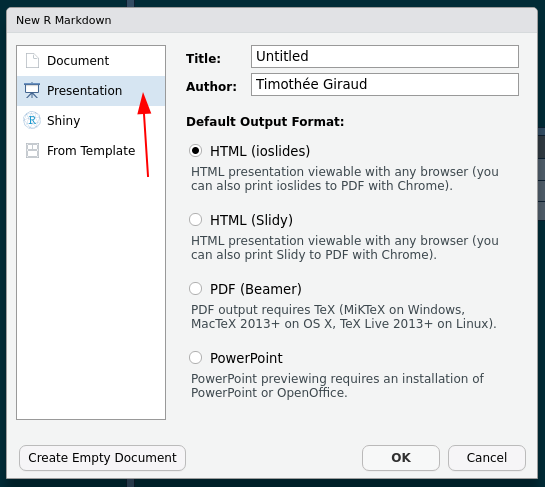 New R Markdown
Document
Presentation
R Shiny
From Template
Title: Untitled
Author: Timothée Giraud
Default Output Format:
HTML (ioslides)
HTML presentation viewable with any browser (you
can also print ioslides to PDF with Chrome).
HTML (Slidy)
HTML presentation viewable with any browser (you
can also print Slidy to PDF with Chrome).
PDF (Beamer)
PDF output requires TeX (MiKTeX on Windows,
MacTeX 2013+ on OS X, TeX Live 2013+ on Linux).
PowerPoint
PowerPoint previewing requires an installation of
PowerPoint or OpenOffice.
Create Empty Document
OK
Cancel